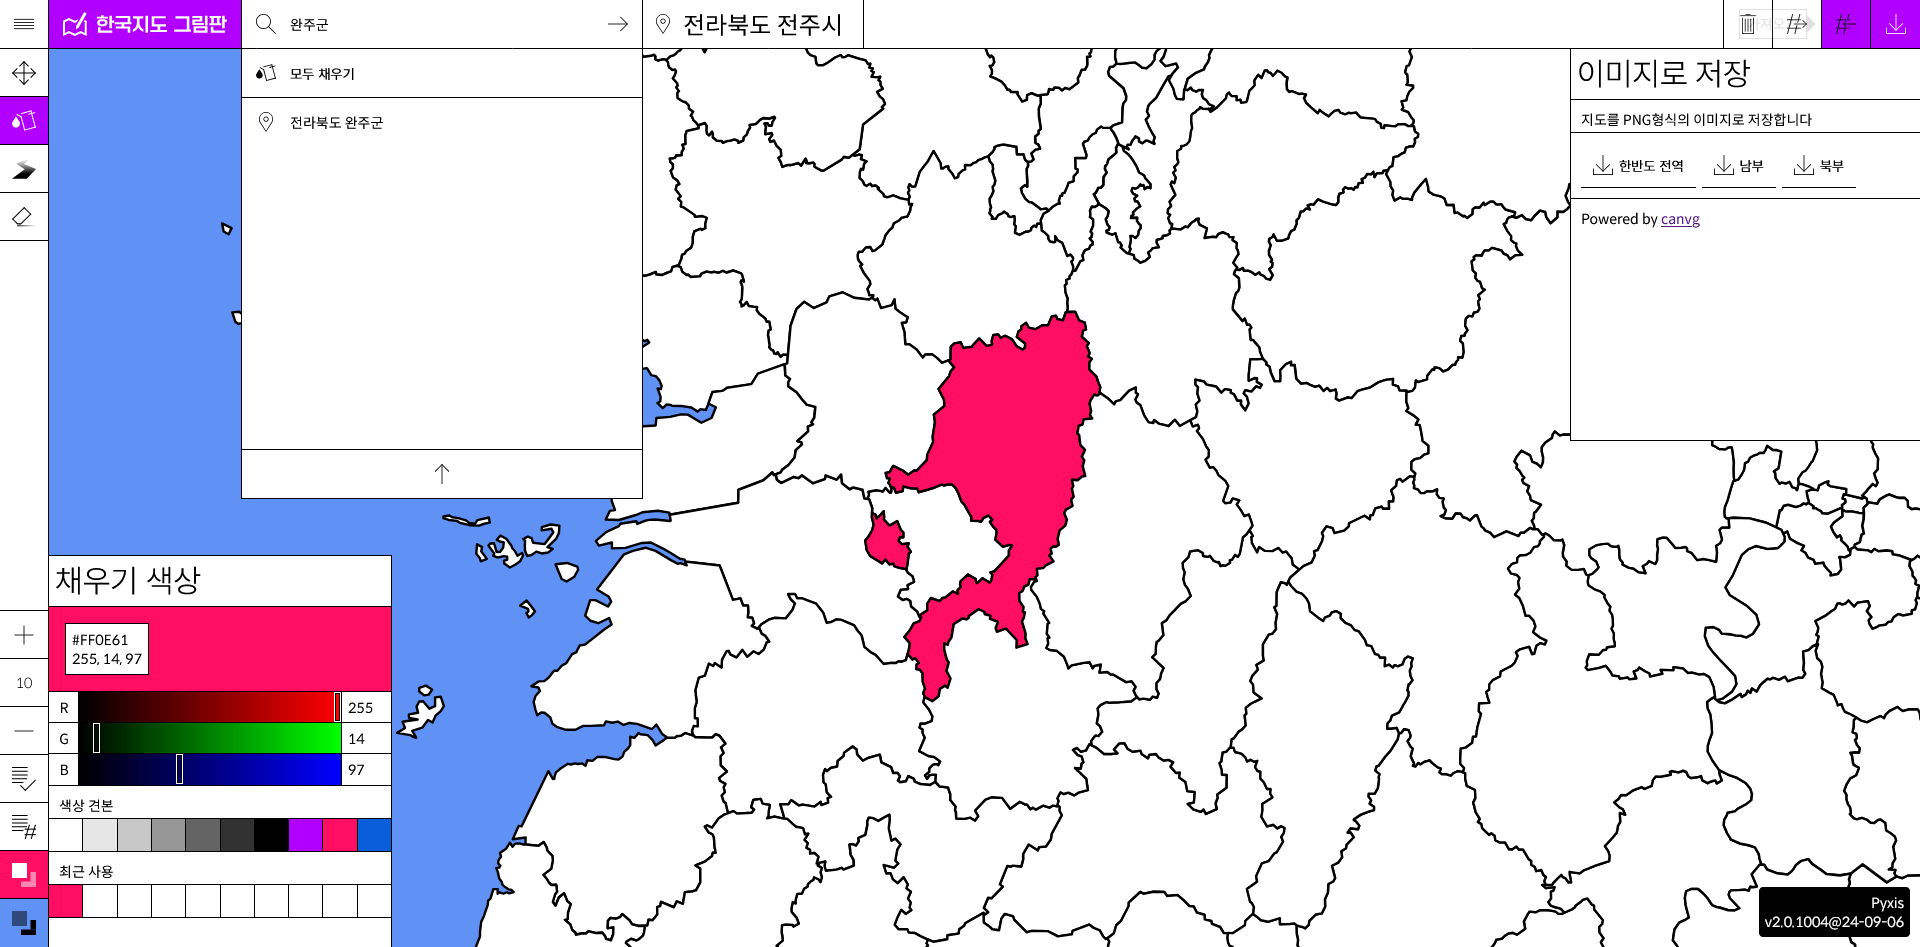 한국지도 그림판
완주군
전라북도 전주시
모두 채우기
전라북도 완주군
이미지로 저장
지도를 PNG형식의 이미지로 저장합니다
한반도 전역
남부
북부
Powered by canvg
채우기 색상
#FF0E61
255, 14, 97
R 255
G 14
B 97
색상 견본
최근 사용
10
#
Pyxis
v2.0.1004@24-09-06